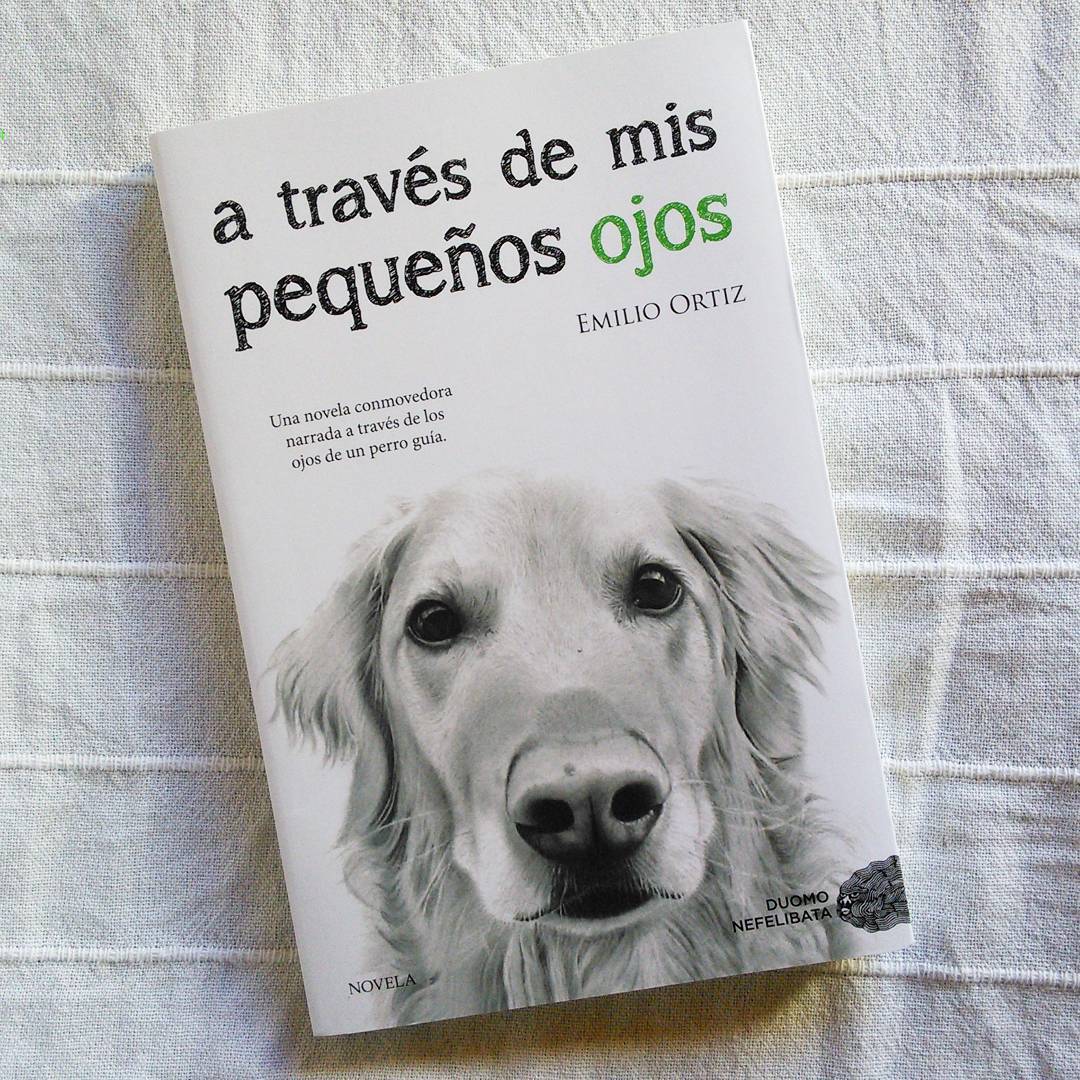 a través de mis
pequeños ojos
EMILIO ORTIZ
Una novela conmovedora
narrada a través de los
ojos de un perro guía.
DUOMO
NEFELIBATA
NOVELA